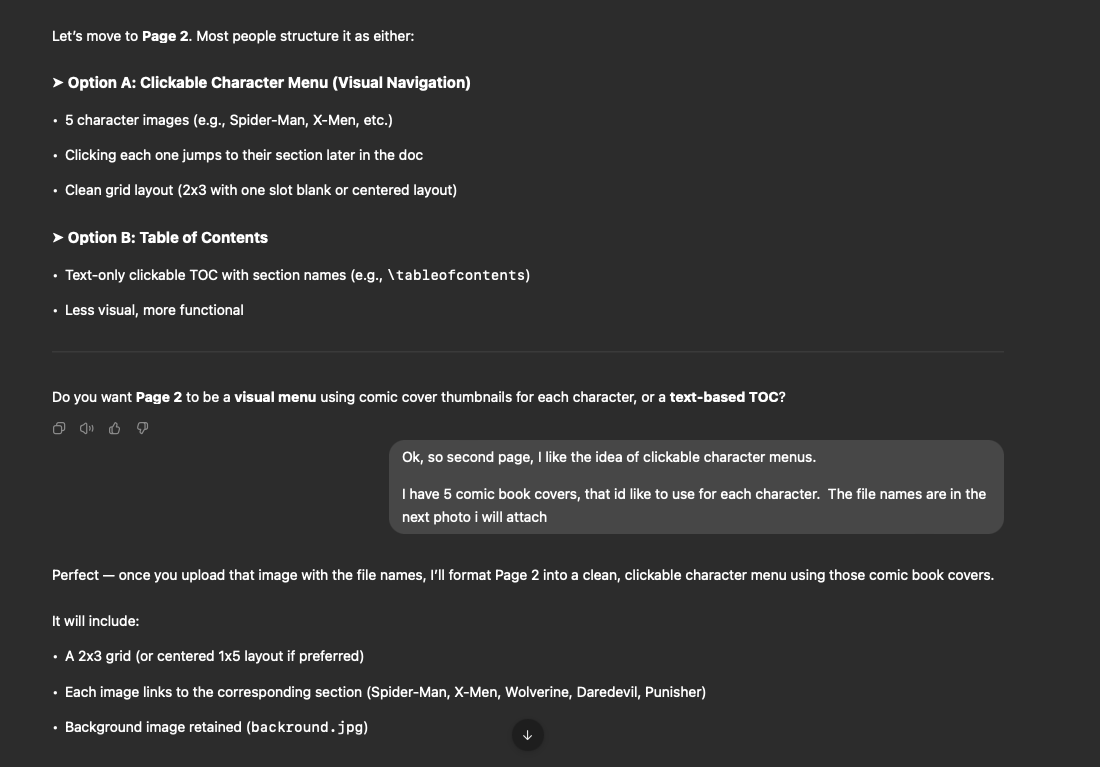 Let's move to Page 2. Most people structure it as either:
➤ Option A: Clickable Character Menu (Visual Navigation)
• 5 character images (e.g., Spider-Man, X-Men, etc.)
• Clicking each one jumps to their section later in the doc
• Clean grid layout (2x3 with one slot blank or centered layout)
➤ Option B: Table of Contents
• Text-only clickable TOC with section names (e.g., \tableofcontents)
• Less visual, more functional
Do you want Page 2 to be a visual menu using comic cover thumbnails for each character, or a text-based TOC?
Ok, so second page, I like the idea of clickable character menus.
I have 5 comic book covers, that id like to use for each character.  The file names are in the
next photo i will attach
Perfect — once you upload that image with the file names, I'll format Page 2 into a clean, clickable character menu using those comic book covers.
It will include:
• A 2x3 grid (or centered 1x5 layout if preferred)
• Each image links to the corresponding section (Spider-Man, X-Men, Wolverine, Daredevil, Punisher)
• Background image retained (backround.jpg)